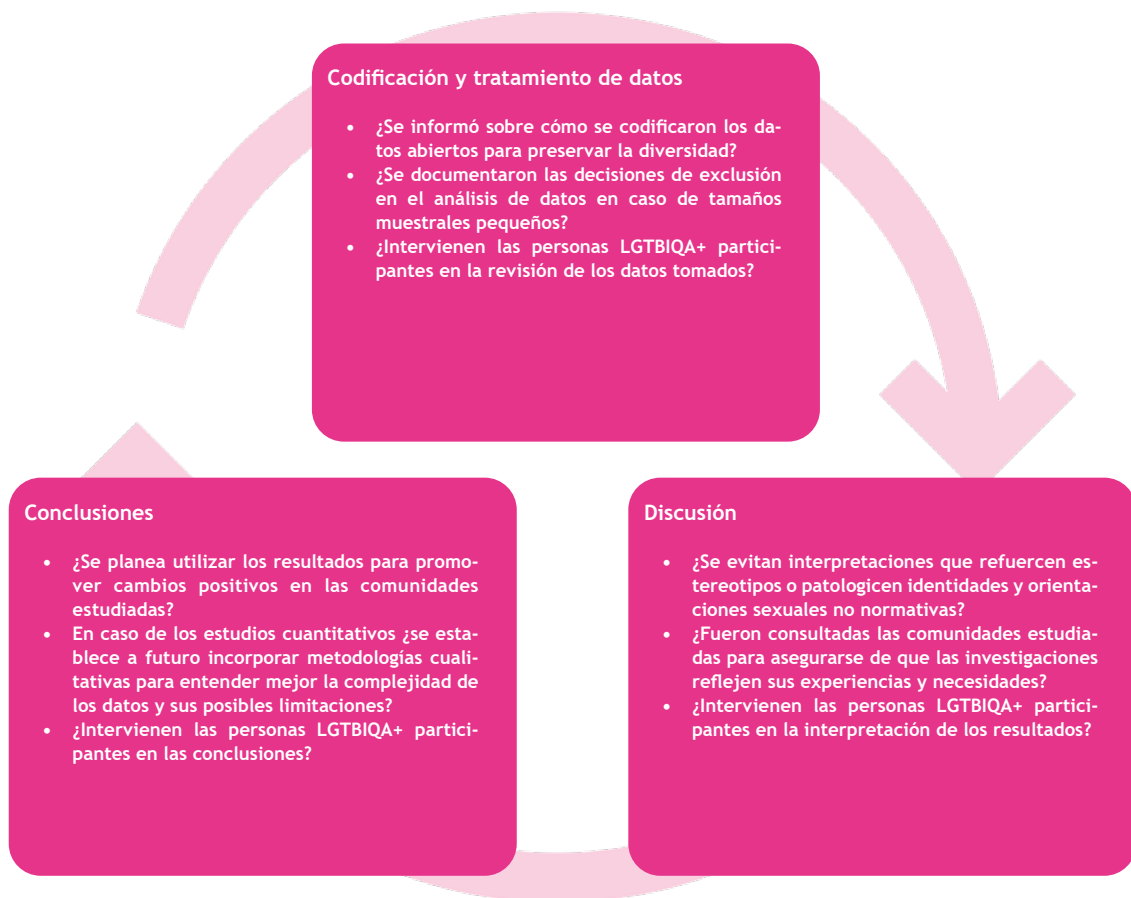 Codificación y tratamiento de datos
• ¿Se informó sobre cómo se codificaron los da-
tos abiertos para preservar la diversidad?
• ¿Se documentaron las decisiones de exclusión
en el análisis de datos en caso de tamaños
muestrales pequeños?
• ¿Intervienen las personas LGTBIQA+ partici-
pantes en la revisión de los datos tomados?
Conclusiones
• ¿Se planea utilizar los resultados para promo-
ver cambios positivos en las comunidades
estudiadas?
• En caso de los estudios cuantitativos ¿se esta-
blece a futuro incorporar metodologías cuali-
tativas para entender mejor la complejidad de
los datos y sus posibles limitaciones?
• ¿Intervienen las personas LGTBIQA+ partici-
pantes en las conclusiones?
Discusión
• ¿Se evitan interpretaciones que refuercen es-
tereotipos o patologicen identidades y orienta-
ciones sexuales no normativas?
• ¿Fueron consultadas las comunidades estudia-
das para asegurarse de que las investigaciones
reflejen sus experiencias y necesidades?
• ¿Intervienen las personas LGTBIQA+ partici-
pantes en la interpretación de los resultados?